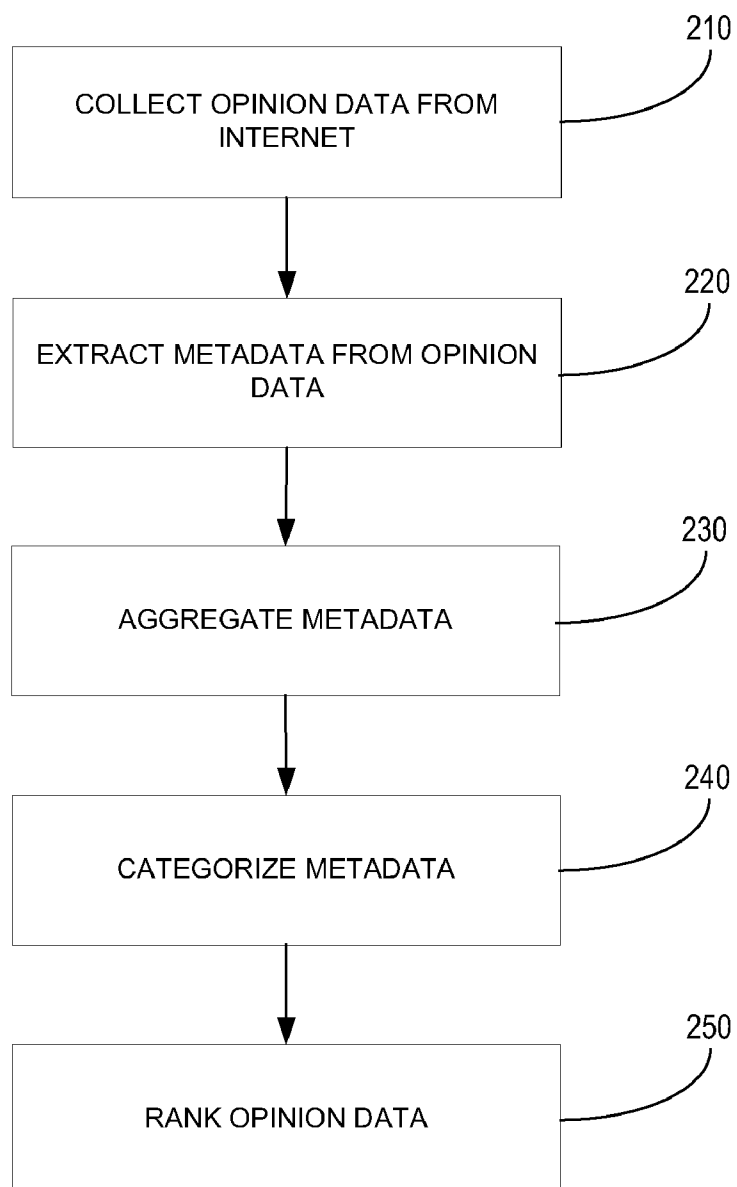 210
COLLECT OPINION DATA FROM
INTERNET
220
EXTRACT METADATA FROM OPINION
DATA
230
AGGREGATE METADATA
240
CATEGORIZE METADATA
250
RANK OPINION DATA